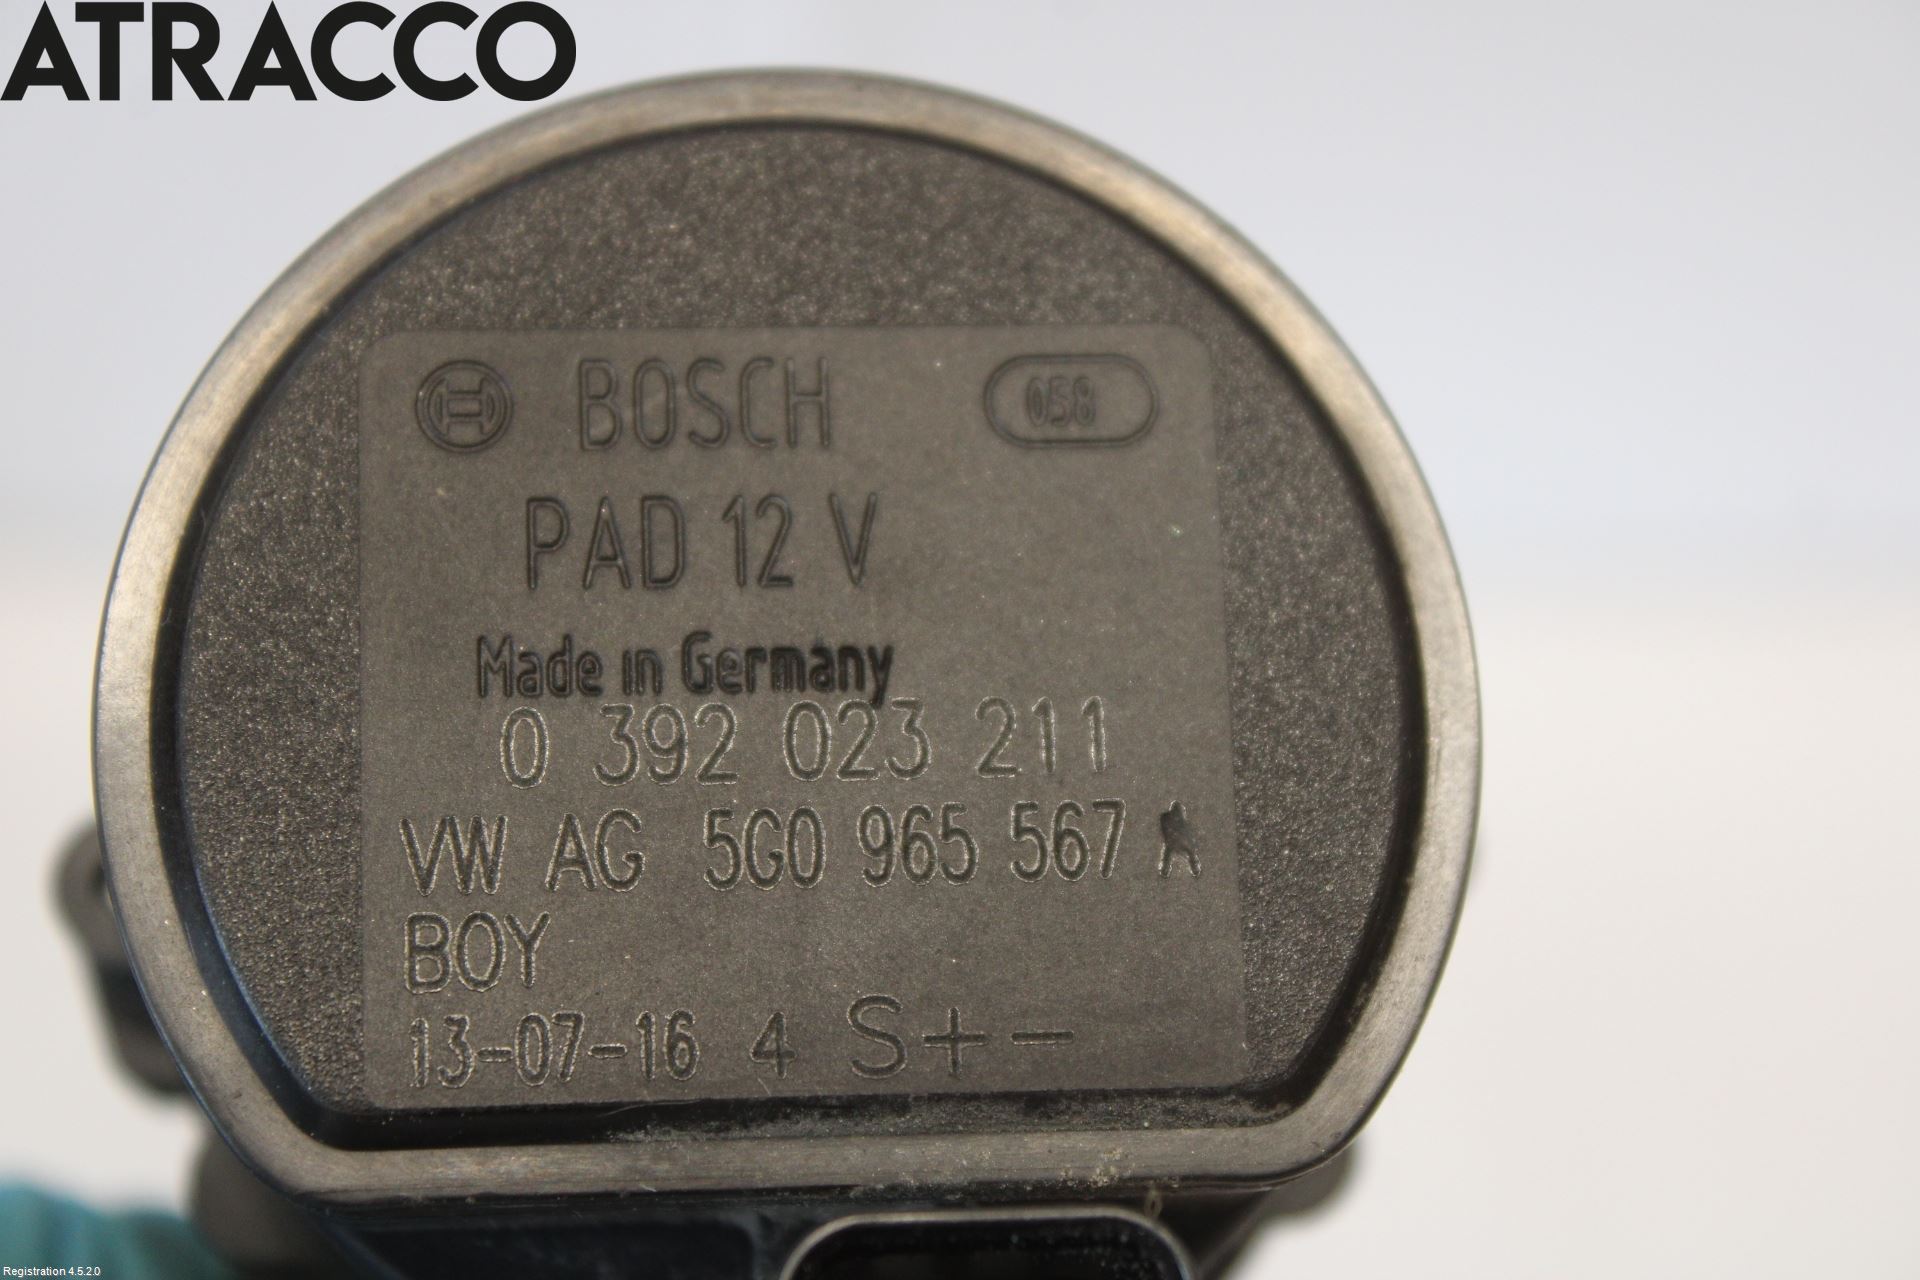 ATRACCO
BOSCH 058
PAD 12 V
Made in Germany
0 392 023 211
VW AG 5G0 965 567 A
BOY
13-07-16 4 S+-
Registration 4.5.2.0